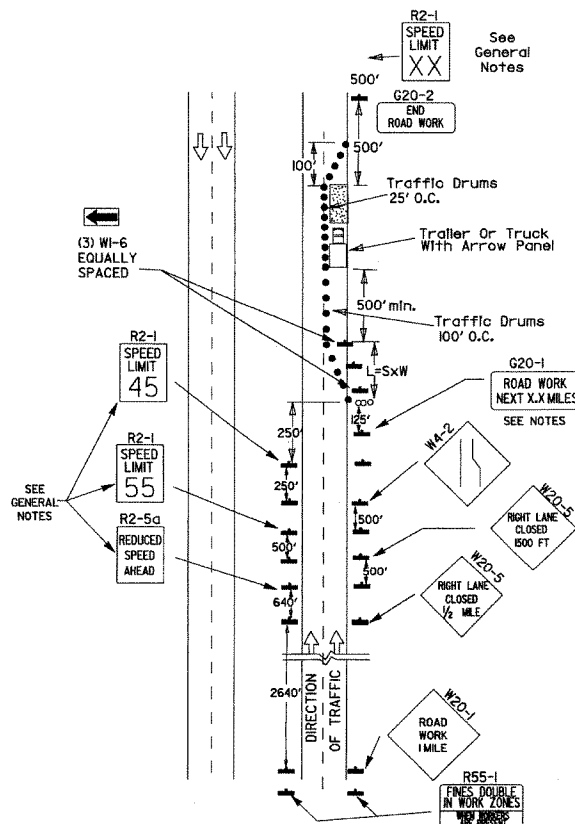 R2-1
SPEED
LIMIT
XX
See
General
Notes
500'
G20-2
END
ROAD WORK
500'
100'
Traffic Drums
25' O.C.
Trailer Or Truck
With Arrow Panel
(3) WI-6
EQUALLY
SPACED
500' min.
Traffic Drums
100' O.C.
R2-1
SPEED
LIMIT
45
L=SxW
G20-1
ROAD WORK
NEXT X.X MILES
SEE NOTES
125'
250'
W4-2
R2-1
SPEED
LIMIT
55
250'
SEE
GENERAL
NOTES
500'
W20-5
RIGHT LANE
CLOSED
1500 FT
R2-5a
REDUCED
SPEED
AHEAD
500'
500'
W20-5
RIGHT LANE
CLOSED
1/2 MILE
640'
2640'
DIRECTION
OF TRAFFIC
W20-1
ROAD
WORK
1 MILE
R55-1
FINES DOUBLE
IN WORK ZONES
WHEN WORKERS
ARE PRESENT